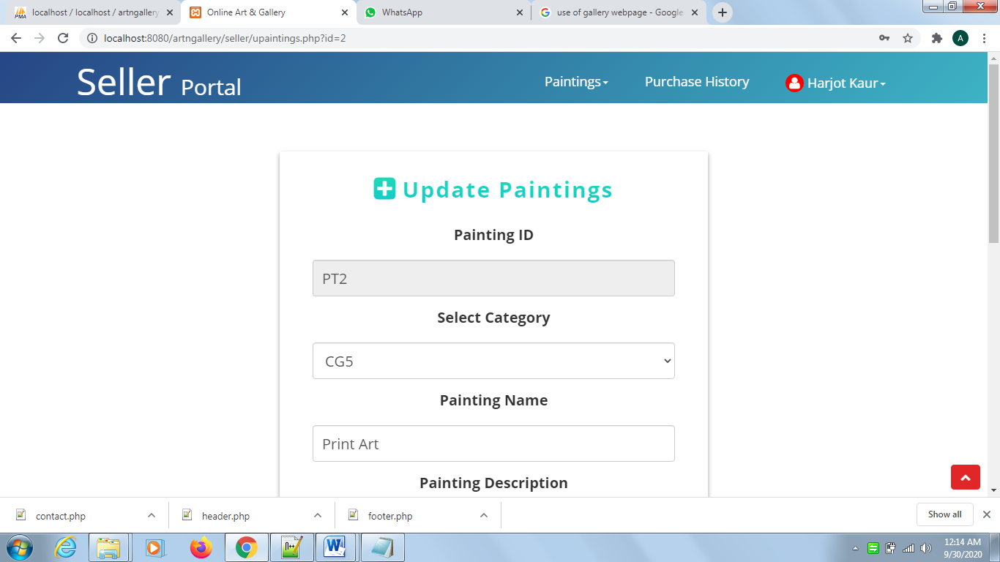 localhost / localhost / artngallery
Online Art & Gallery
WhatsApp
use of gallery webpage - Google
localhost:8080/artngallery/seller/upaintings.php?id=2
A
Seller Portal
Paintings
Purchase History
Harjot Kaur
Update Paintings
Painting ID
PT2
Select Category
CG5
Painting Name
Print Art
Painting Description
contact.php
header.php
footer.php
Show all
12:14 AM
9/30/2020